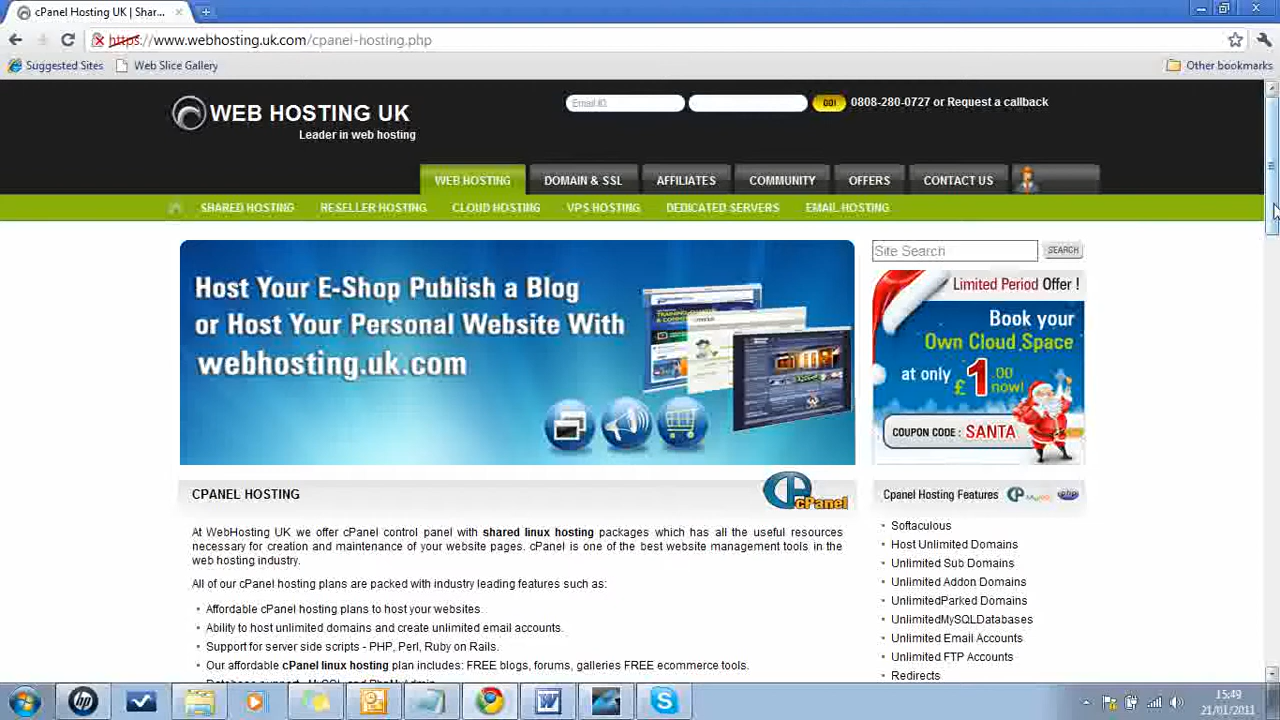 cPanel Hosting UK | Shar...
https://www.webhosting.uk.com/cpanel-hosting.php
Suggested Sites
Web Slice Gallery
Other bookmarks
WEB HOSTING UK
Leader in web hosting
Email ID
GO!
0808-280-0727 or Request a callback
WEB HOSTING
DOMAIN & SSL
AFFILIATES
COMMUNITY
OFFERS
CONTACT US
SHARED HOSTING
RESELLER HOSTING
CLOUD HOSTING
VPS HOSTING
DEDICATED SERVERS
EMAIL HOSTING
Host Your E-Shop Publish a Blog
or Host Your Personal Website With
webhosting.uk.com
Site Search
SEARCH
Limited Period Offer !
Book your
Own Cloud Space
at only £1.00 now!
COUPON CODE : SANTA
CPANEL HOSTING
cPanel
At WebHosting UK we offer cPanel control panel with shared linux hosting packages which has all the useful resources
necessary for creation and maintenance of your website pages. cPanel is one of the best website management tools in the
web hosting industry.
All of our cPanel hosting plans are packed with industry leading features such as:
Affordable cPanel hosting plans to host your websites.
Ability to host unlimited domains and create unlimited email accounts.
Support for server side scripts - PHP, Perl, Ruby on Rails.
Our affordable cPanel linux hosting plan includes: FREE blogs, forums, galleries FREE ecommerce tools.
Cpanel Hosting Features
php
Softaculous
Host Unlimited Domains
Unlimited Sub Domains
Unlimited Addon Domains
UnlimitedParked Domains
UnlimitedMySQLDatabases
Unlimited Email Accounts
Unlimited FTP Accounts
Redirects
15:49
21/01/2011